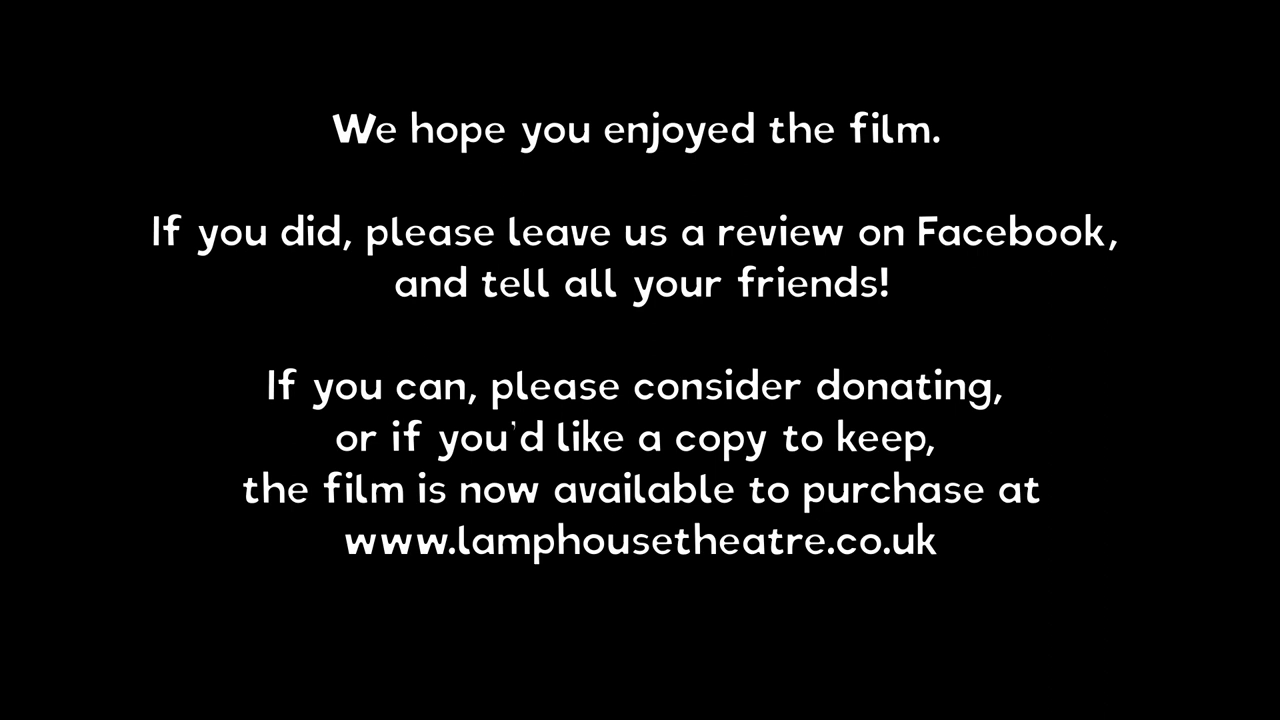 We hope you enjoyed the film.
If you did, please leave us a review on Facebook,
and tell all your friends!
If you can, please consider donating,
or if you'd like a copy to keep,
the film is now available to purchase at
www.lamphousetheatre.co.uk